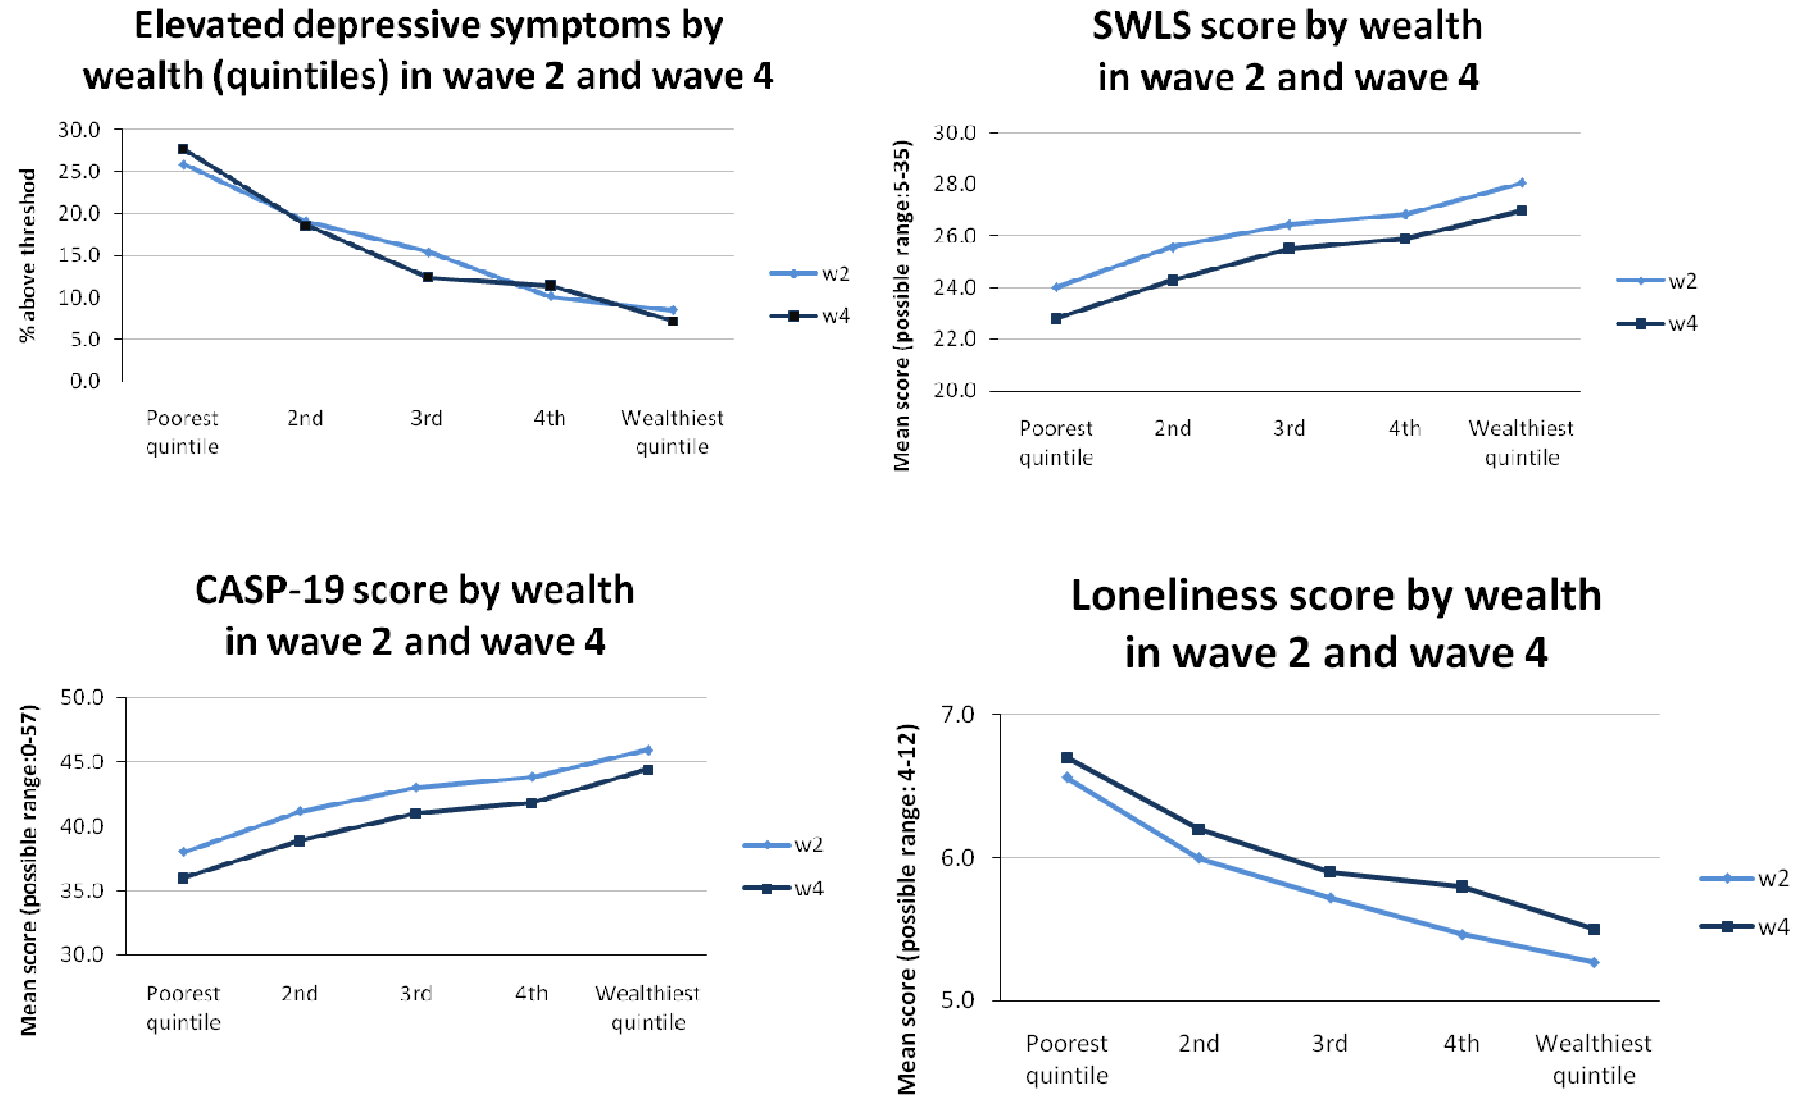 Elevated depressive symptoms by
wealth (quintiles) in wave 2 and wave 4
% above threshod
30.0
25.0
20.0
15.0
10.0
5.0
0.0
Poorest
quintile
2nd
3rd
4th
Wealthiest
quintile
w2
w4
SWLS score by wealth
in wave 2 and wave 4
Mean score (possible range:5-35)
30.0
28.0
26.0
24.0
22.0
20.0
Poorest
quintile
2nd
3rd
4th
Wealthiest
quintile
w2
w4
CASP-19 score by wealth
in wave 2 and wave 4
Mean score (possible range:0-57)
50.0
45.0
40.0
35.0
30.0
Poorest
quintile
2nd
3rd
4th
Wealthiest
quintile
w2
w4
Loneliness score by wealth
in wave 2 and wave 4
Mean score (possible range: 4-12)
7.0
6.0
5.0
Poorest
quintile
2nd
3rd
4th
Wealthiest
quintile
w2
w4